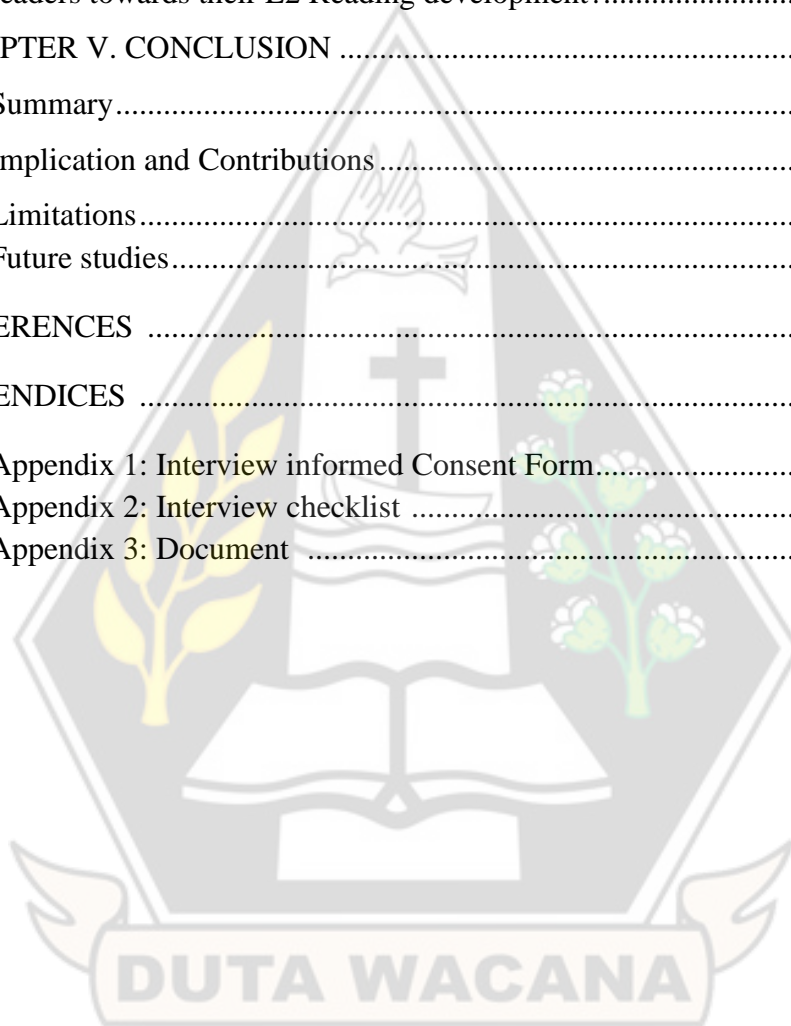 eaders towards their L2 Reading development?........................
PTER V. CONCLUSION ........................................................
Summary....................................................................................
mplication and Contributions ...................................................
Limitations.................................................................................
Future studies.............................................................................
ERENCES ................................................................................
ENDICES .................................................................................
Appendix 1: Interview informed Consent Form.........................
Appendix 2: Interview checklist ................................................
Appendix 3: Document .............................................................
DUTA WACANA